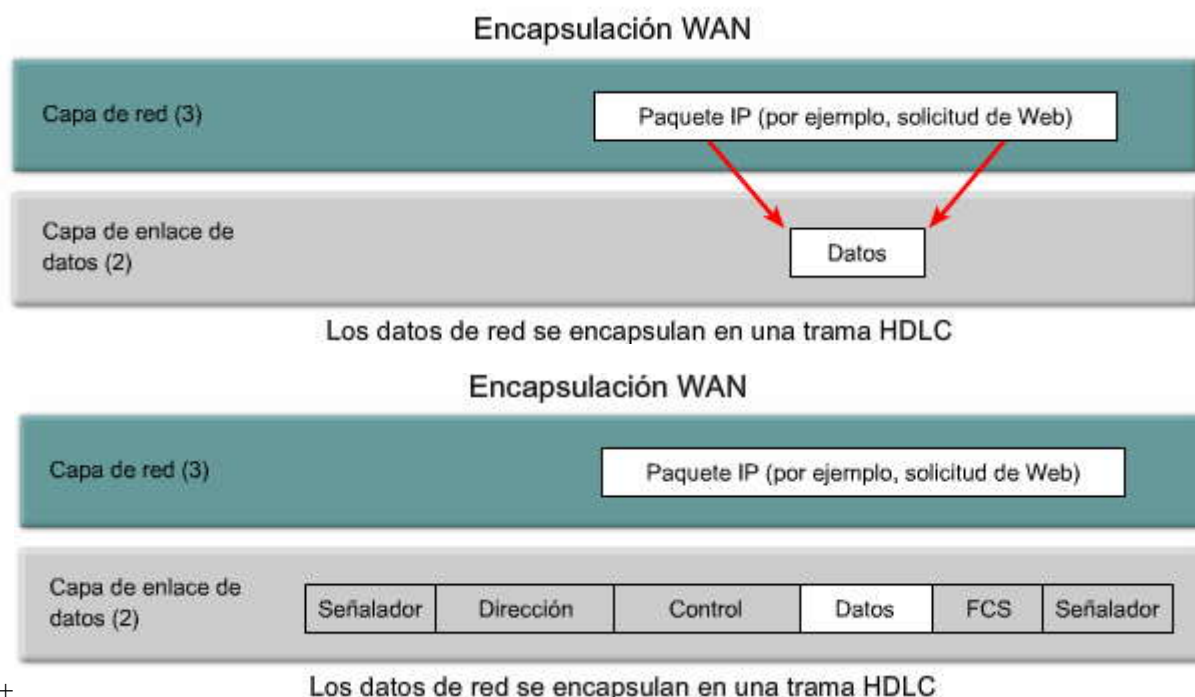 Encapsulación WAN
Capa de red (3)
Paquete IP (por ejemplo, solicitud de Web)
Capa de enlace de
datos (2)
Datos
Los datos de red se encapsulan en una trama HDLC
Encapsulación WAN
Capa de red (3)
Paquete IP (por ejemplo, solicitud de Web)
Capa de enlace de
datos (2)
Señalador Dirección Control Datos FCS Señalador
+ Los datos de red se encapsulan en una trama HDLC